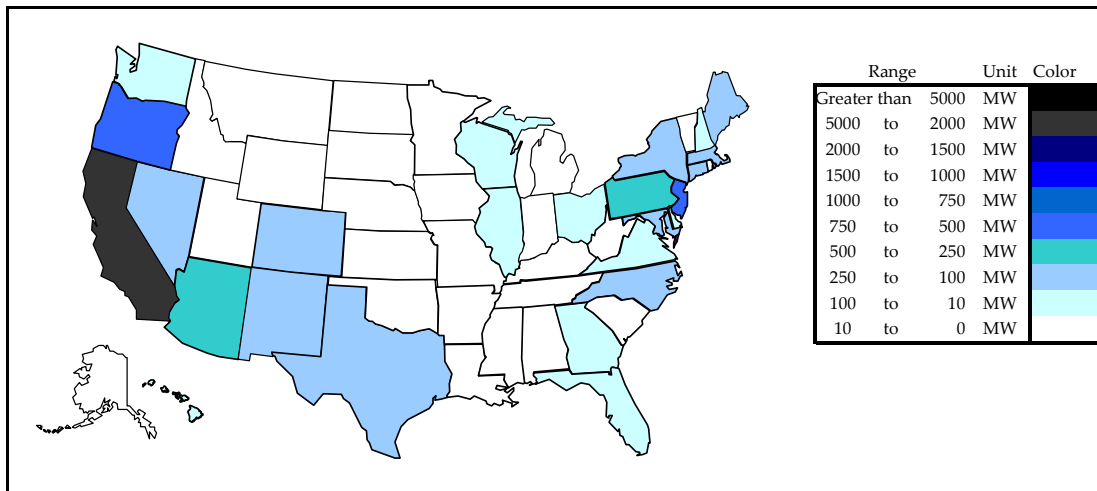 Range Unit Color
Greater than 5000 MW
5000 to 2000 MW
2000 to 1500 MW
1500 to 1000 MW
1000 to 750 MW
750 to 500 MW
500 to 250 MW
250 to 100 MW
100 to 10 MW
10 to 0 MW